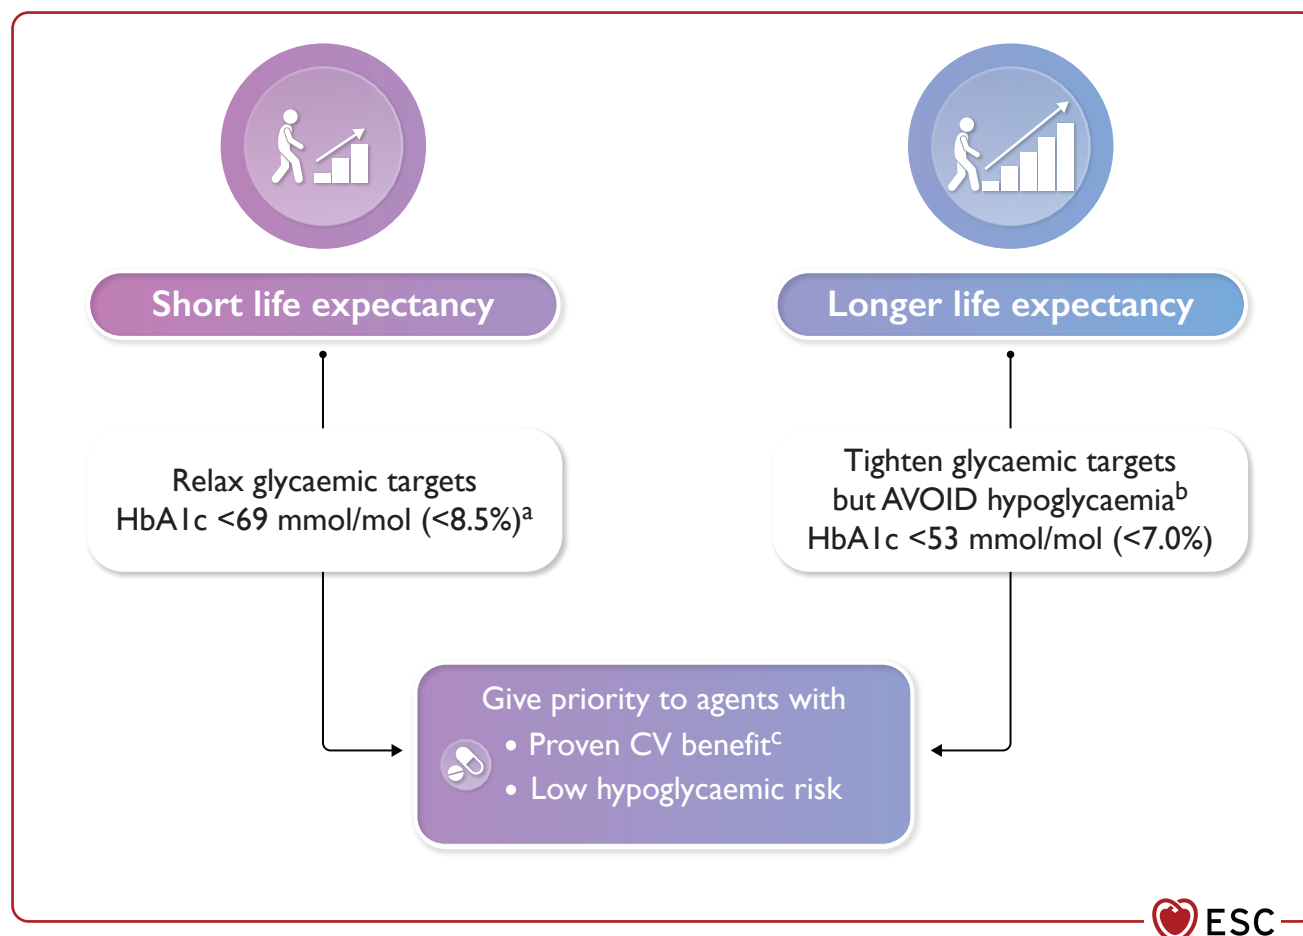 Short life expectancy
Relax glycaemic targets
HbA1c <69 mmol/mol (<8.5%)ᵃ
Longer life expectancy
Tighten glycaemic targets
but AVOID hypoglycaemiaᵇ
HbA1c <53 mmol/mol (<7.0%)
Give priority to agents with
• Proven CV benefitᶜ
• Low hypoglycaemic risk
ESC